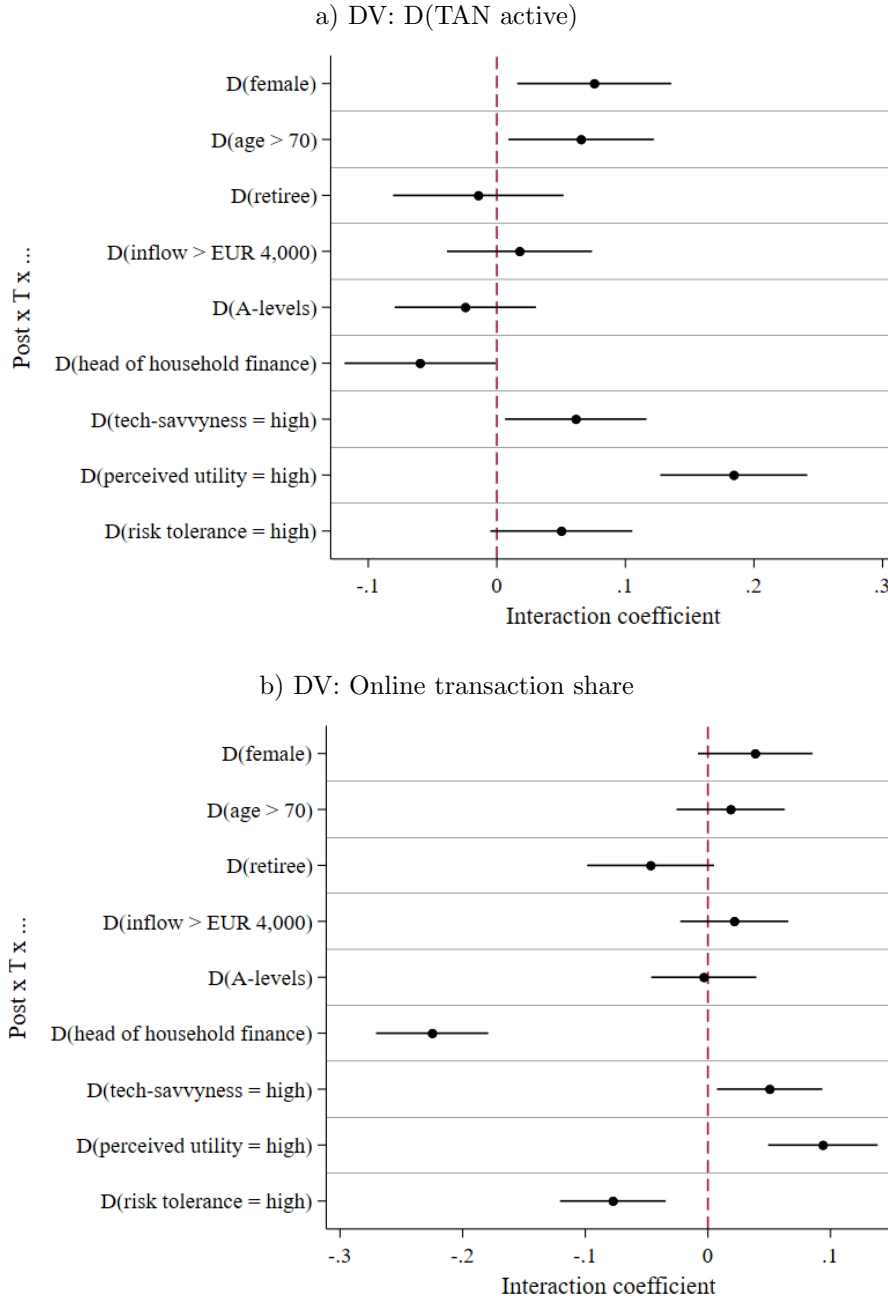 a) DV: D(TAN active)
Post x T x ...
D(female)
D(age > 70)
D(retiree)
D(inflow > EUR 4,000)
D(A-levels)
D(head of household finance)
D(tech-savvyness = high)
D(perceived utility = high)
D(risk tolerance = high)
-.1 0 .1 .2 .3
Interaction coefficient
b) DV: Online transaction share
Post x T x ...
D(female)
D(age > 70)
D(retiree)
D(inflow > EUR 4,000)
D(A-levels)
D(head of household finance)
D(tech-savvyness = high)
D(perceived utility = high)
D(risk tolerance = high)
-.3 -.2 -.1 0 .1
Interaction coefficient